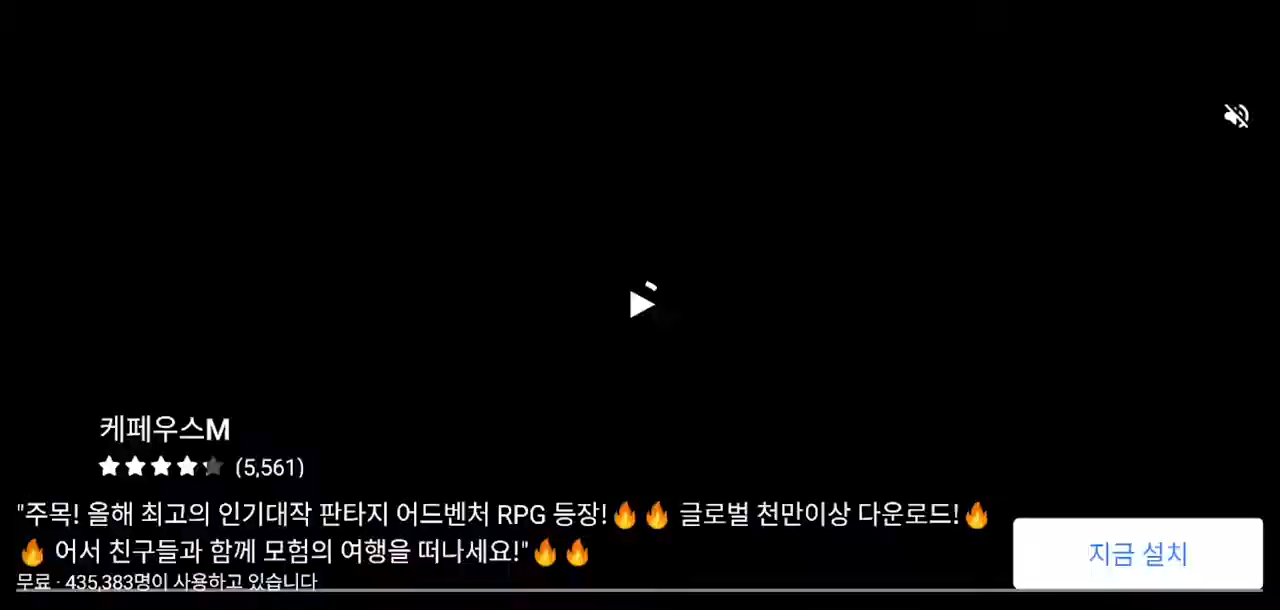 케페우스M
(5,561)
"주목! 올해 최고의 인기대작 판타지 어드벤처 RPG 등장!🔥🔥 글로벌 천만이상 다운로드!🔥
🔥 어서 친구들과 함께 모험의 여행을 떠나세요!"🔥🔥
지금 설치
무료 · 435,383명이 사용하고 있습니다